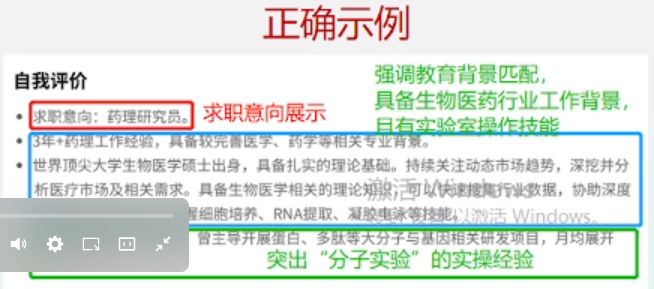 正确示例
自我评价
强调教育背景匹配，
具备生物医药行业工作背景，
且有实验室操作技能
求职意向：药理研究员。
求职意向展示
3年+药理工作经验，具备较完善医学、药学等相关专业背景。
世界顶尖大学生物医学硕士出身，具备扎实的理论基础。持续关注动态市场趋势，深挖并分
析医疗市场及相关需求。具备生物医学相关的理论知识，可以快速搜集行业数据，协助深度
握细胞培养、RNA提取、凝胶电泳等技能。
激活 Windows
以激活 Windows。
曾主导开展蛋白、多肽等大分子与基因相关研发项目，月均展开
突出“分子实验”的实操经验